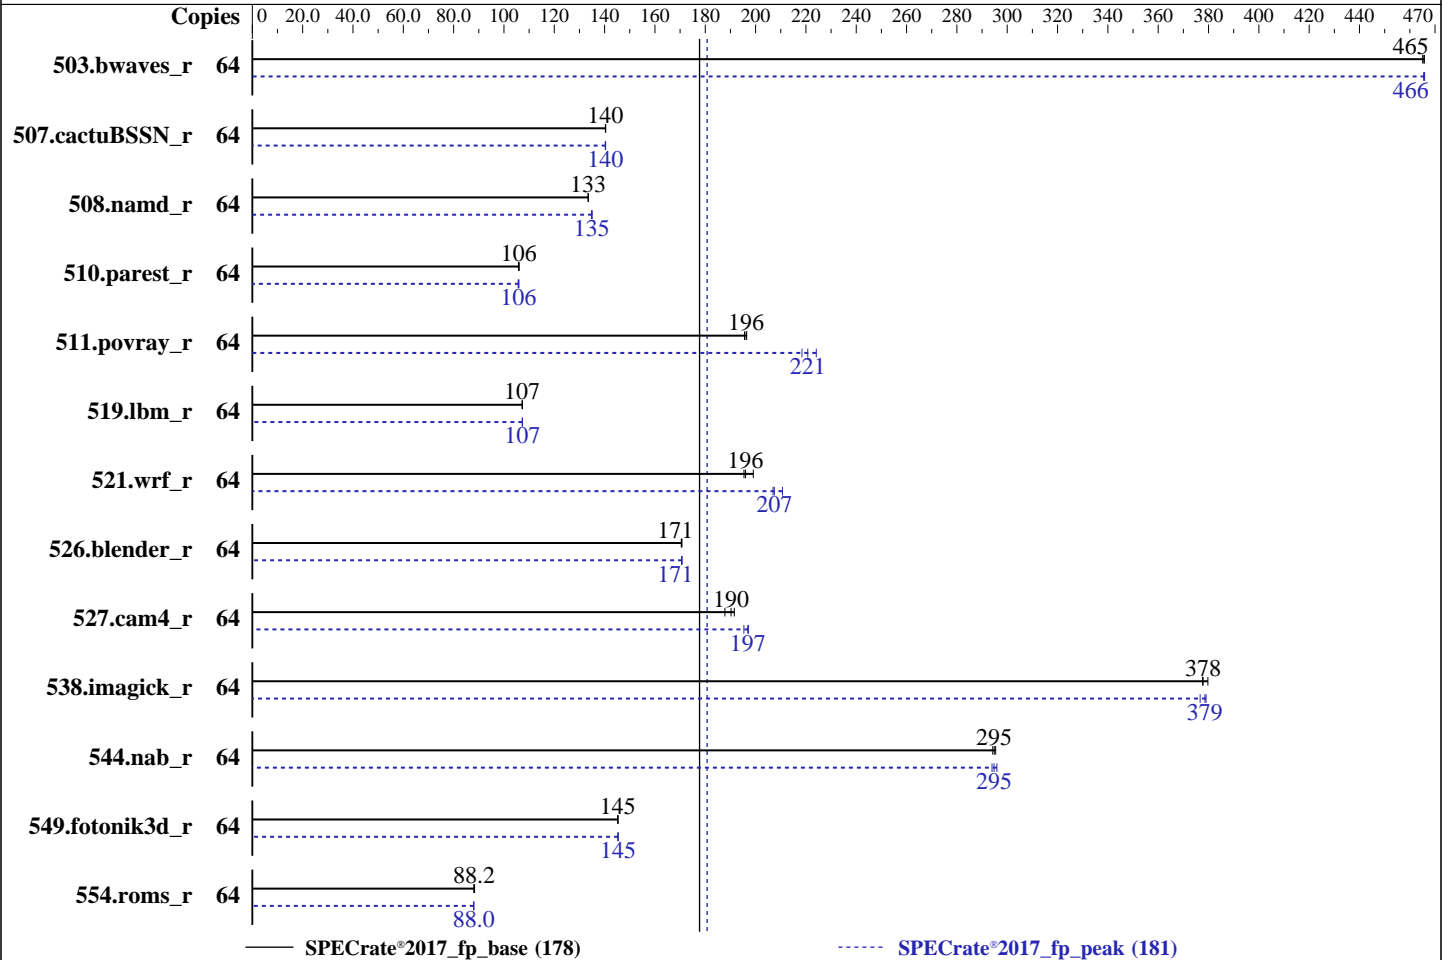 Copies 0 20.0 40.0 60.0 80.0 100 120 140 160 180 200 220 240 260 280 300 320 340 360 380 400 420 440 470
465
503.bwaves_r 64
466
140
507.cactuBSSN_r 64
140
133
508.namd_r 64
135
106
510.parest_r 64
106
196
511.povray_r 64
221
107
519.lbm_r 64
107
196
521.wrf_r 64
207
171
526.blender_r 64
171
190
527.cam4_r 64
197
378
538.imagick_r 64
379
295
544.nab_r 64
295
145
549.fotonik3d_r 64
145
88.2
554.roms_r 64
88.0
SPECrate®2017_fp_base (178) SPECrate®2017_fp_peak (181)